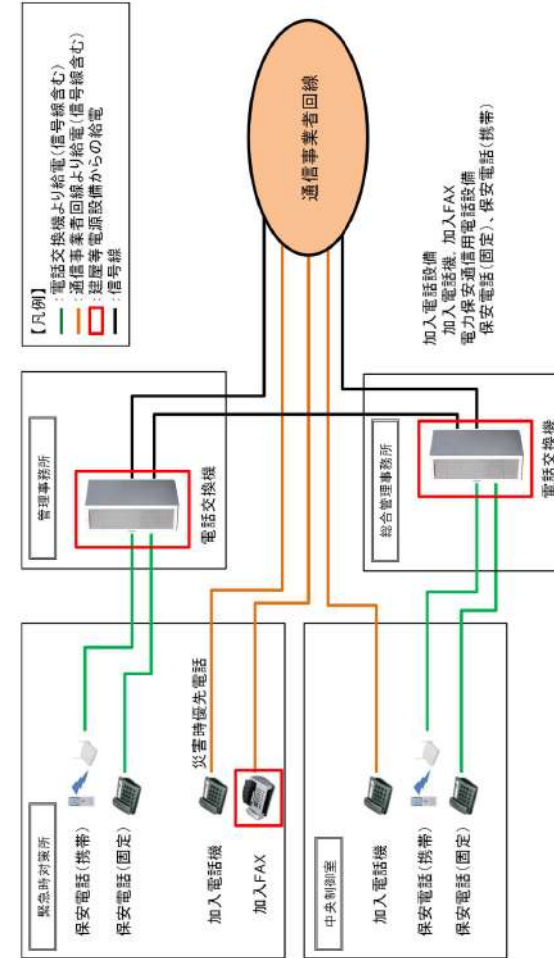 【凡例】
:電話交換機より給電(信号線含む)
:通信事業者回線より給電(信号線含む)
:建屋等電源設備からの給電
:信号線
緊急時対策所
保安電話(携帯)
保安電話(固定)
災害時優先電話
加入電話機
加入FAX
管理事務所
電話交換機
通信事業者回線
中央制御室
加入電話機
保安電話(携帯)
保安電話(固定)
総合管理事務所
電話交換機
加入電話設備
加入電話機、加入FAX
電力保安通信用電話設備
保安電話(固定)、保安電話(携帯)